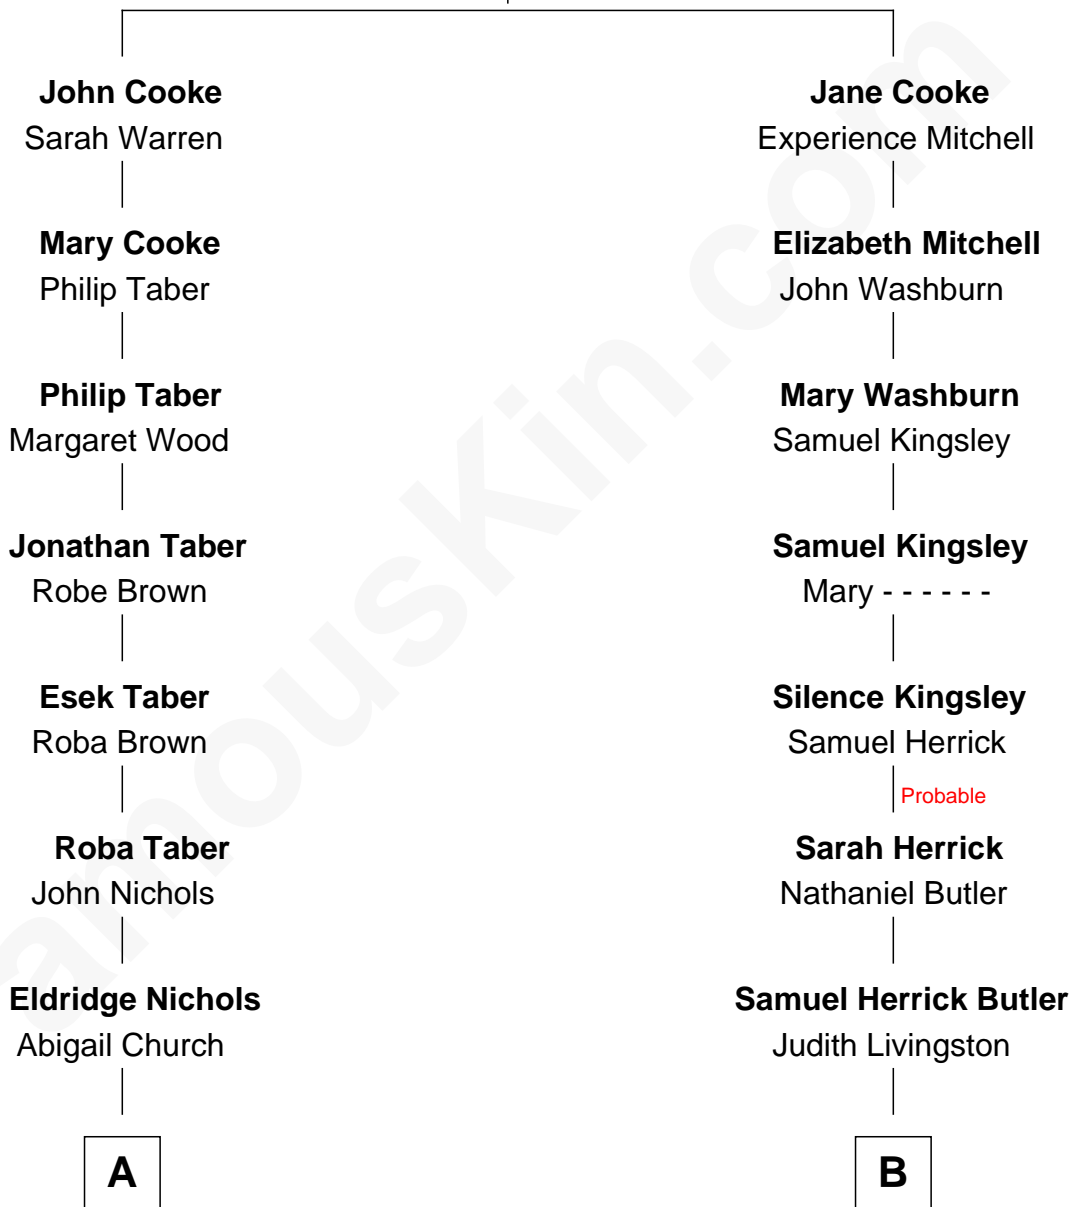 John Cooke
Sarah Warren
Mary Cooke
Philip Taber
Philip Taber
Margaret Wood
Jonathan Taber
Robe Brown
Esek Taber
Roba Brown
Roba Taber
John Nichols
Eldridge Nichols
Abigail Church
A
Jane Cooke
Experience Mitchell
Elizabeth Mitchell
John Washburn
Mary Washburn
Samuel Kingsley
Samuel Kingsley
Mary - - - - - -
Silence Kingsley
Samuel Herrick
Probable
Sarah Herrick
Nathaniel Butler
Samuel Herrick Butler
Judith Livingston
B
amousKin.com